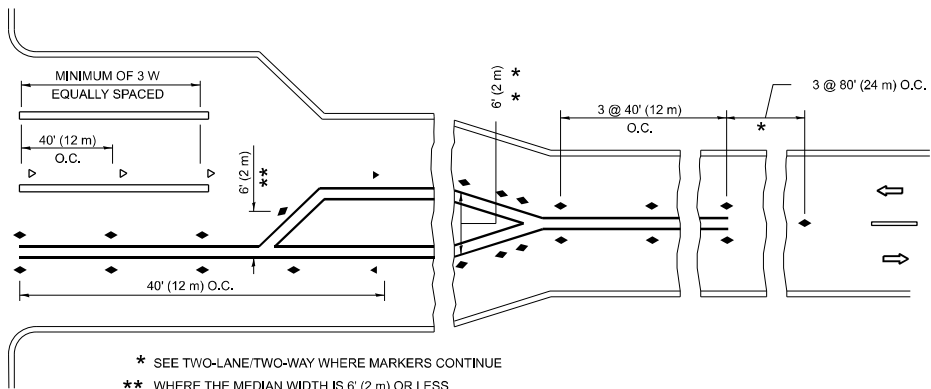 MINIMUM OF 3 W
EQUALLY SPACED
40' (12 m)
O.C.
6' (2 m)
**
6' (2 m)
* *
3 @ 40' (12 m)
O.C.
3 @ 80' (24 m) O.C.
*
40' (12 m) O.C.
* SEE TWO-LANE/TWO-WAY WHERE MARKERS CONTINUE
** WHERE THE MEDIAN WIDTH IS 6' (2 m) OR LESS